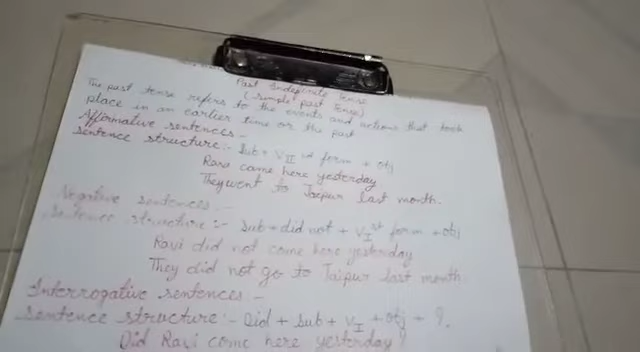 Past Indefinite Tense
(Simple past Tense)
The past tense refers to the events and actions that took
place in an earlier time or the past
Affirmative sentences -
Sentence structure :- Sub + V II nd form + obj
Ravi came here yesterday
They went to Jaipur last month.
Negative sentences :-
Sentence structure :- Sub + did not + V I st form + obj
Ravi did not come here yesterday
They did not go to Jaipur last month.
Interrogative sentences :-
Sentence structure :- Did + Sub + V I + obj + ?.
Did Ravi come here yesterday?